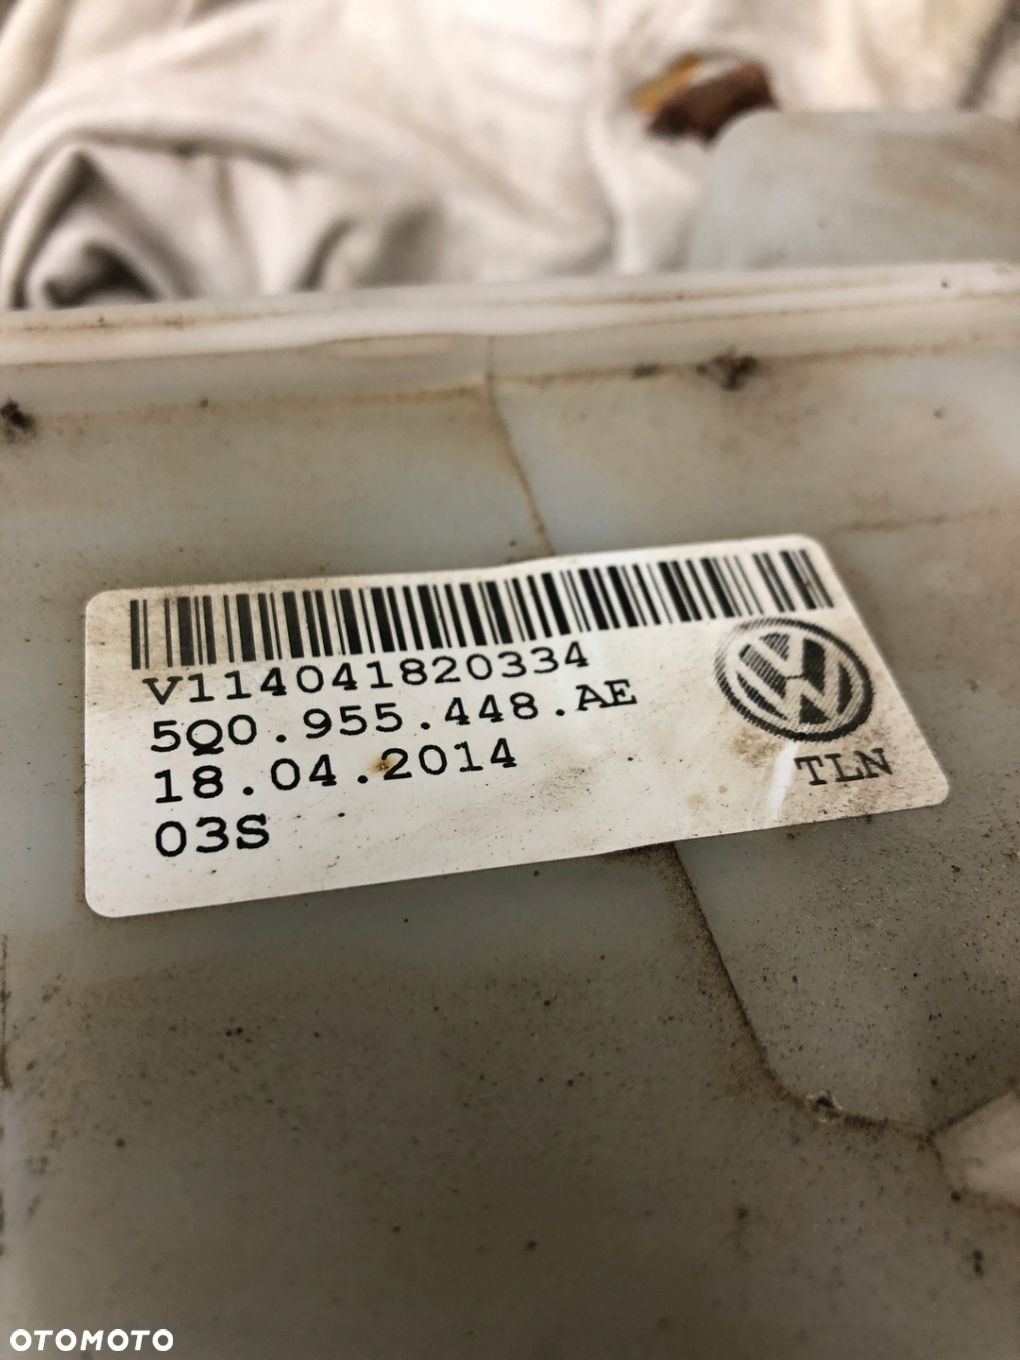 V114041820334
5Q0.955.448.AE
18.04.2014
03S
TLN
OTOMOTO